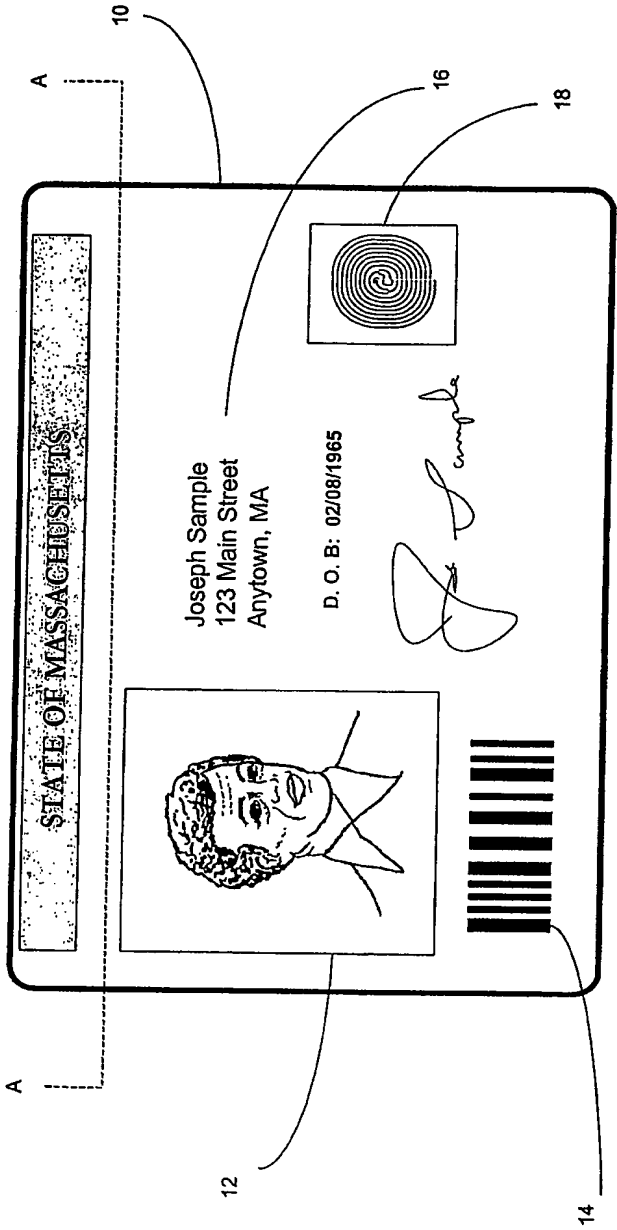 A
A
10
STATE OF MASSACHUSETTS
16
18
Joseph Sample
123 Main Street
Anytown, MA
D. O. B: 02/08/1965
12
14